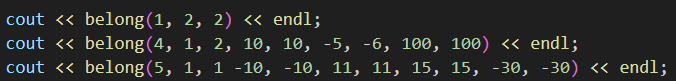 cout << belong(1, 2, 2) << endl;
cout << belong(4, 1, 2, 10, 10, -5, -6, 100, 100) << endl;
cout << belong(5, 1, 1 -10, -10, 11, 11, 15, 15, -30, -30) << endl;